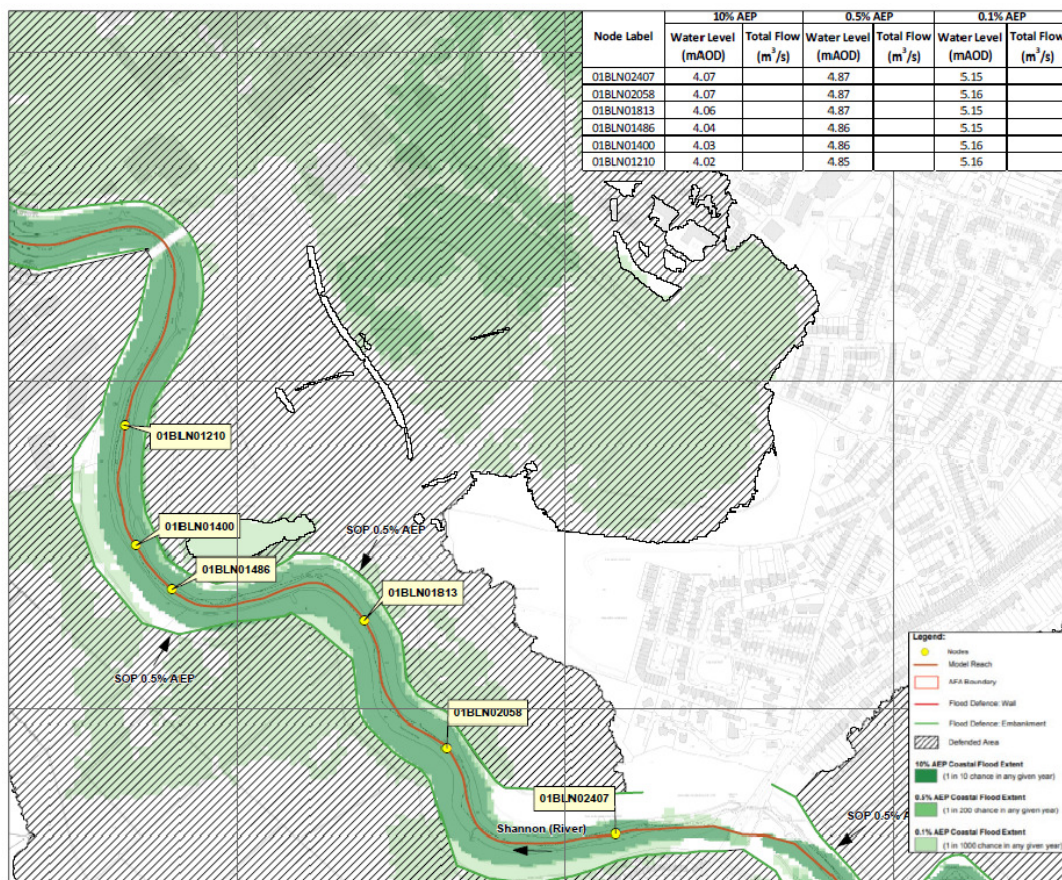 10% AEP 0.5% AEP 0.1% AEP
Node Label Water Level (mAOD) Total Flow (m³/s) Water Level (mAOD) Total Flow (m³/s) Water Level (mAOD) Total Flow (m³/s)
01BLN02407 4.07 4.87 5.15
01BLN02058 4.07 4.87 5.16
01BLN01813 4.06 4.87 5.15
01BLN01486 4.04 4.86 5.15
01BLN01400 4.03 4.86 5.16
01BLN01210 4.02 4.85 5.16
01BLN01210
01BLN01400
SOP 0.5% AEP
01BLN01486
01BLN01813
SOP 0.5% AEP
01BLN02058
01BLN02407
Shannon (River)
SOP 0.5% A
Legend:
Nodes
Model Reach
AFA Boundary
Flood Defence: Wall
Flood Defence: Embankment
Defended Area
10% AEP Coastal Flood Extent
(1 in 10 chance in any given year)
0.5% AEP Coastal Flood Extent
(1 in 200 chance in any given year)
0.1% AEP Coastal Flood Extent
(1 in 1000 chance in any given year)